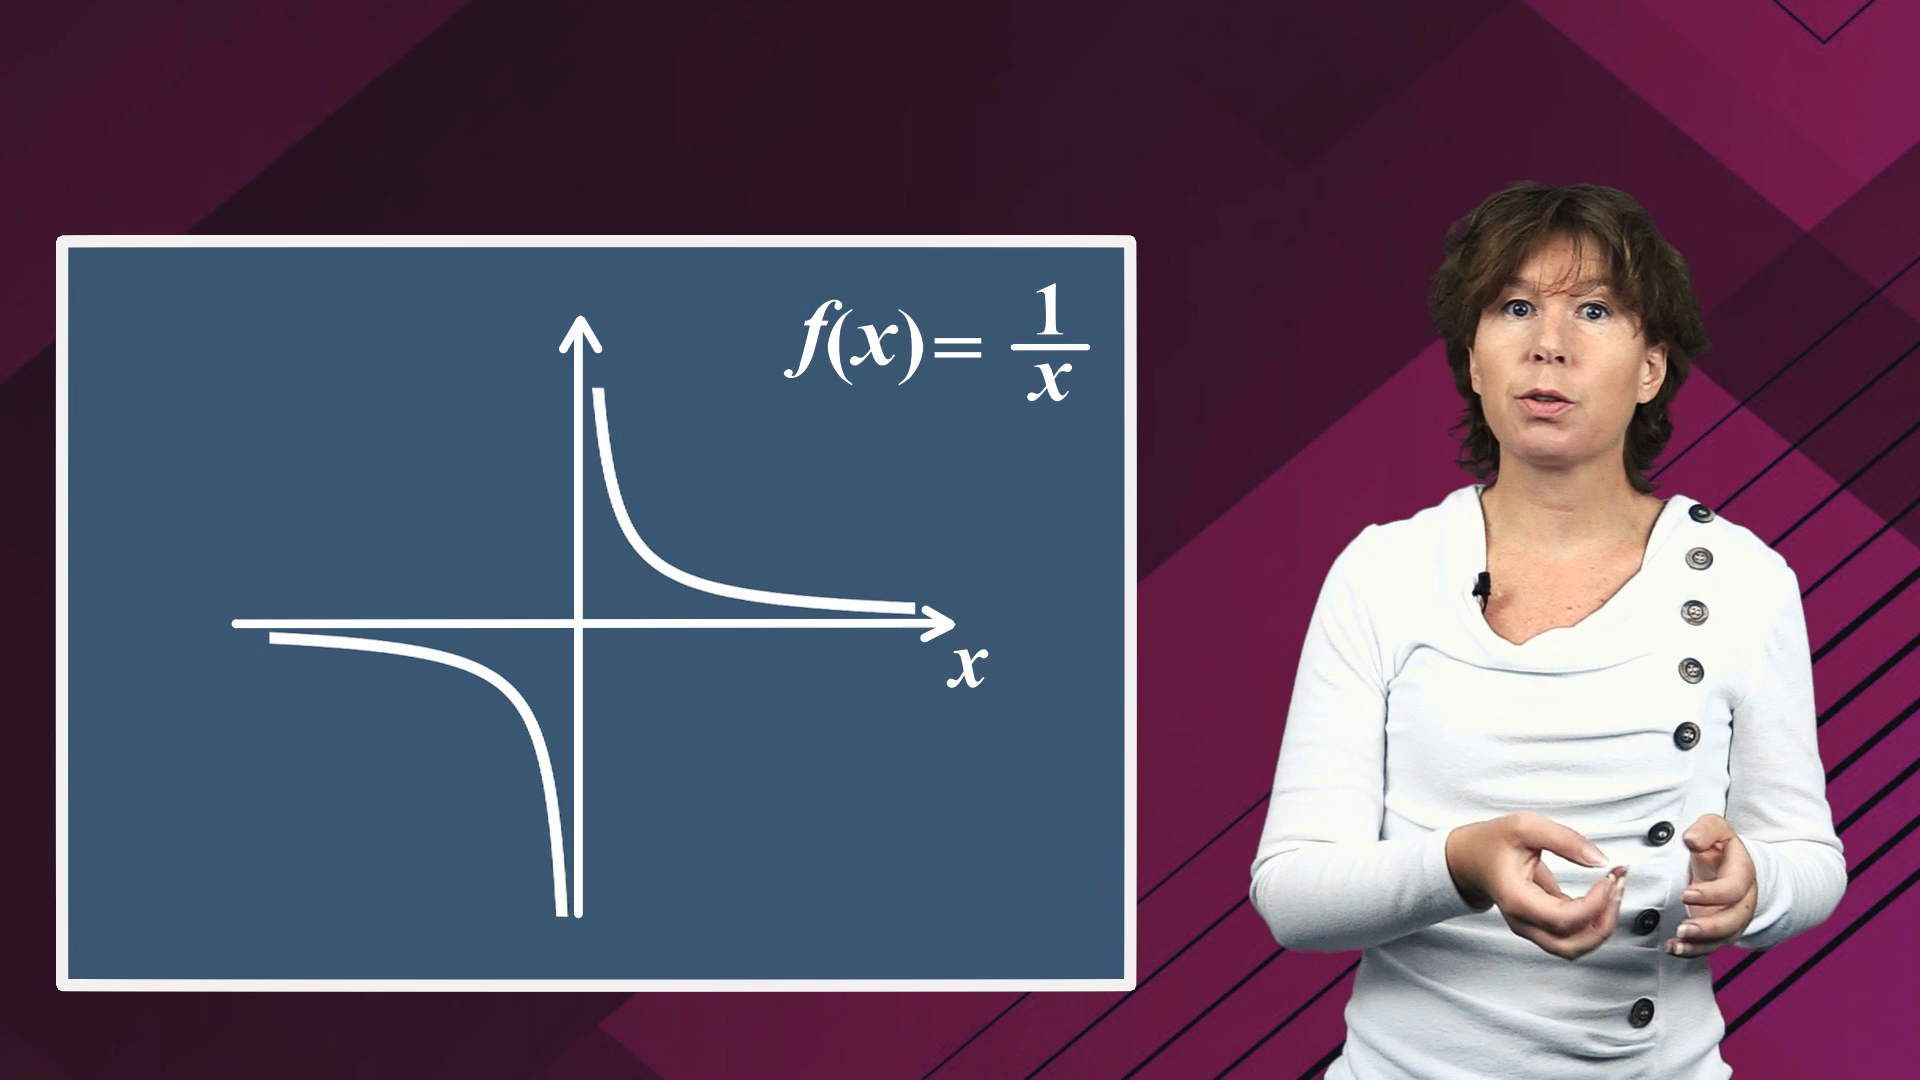 f(x) = 1/x
x